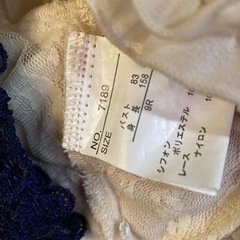 NO. 7189
SIZE
バスト 83
身長 158
9R
シフォン
ポリエステル
レース
ナイロン